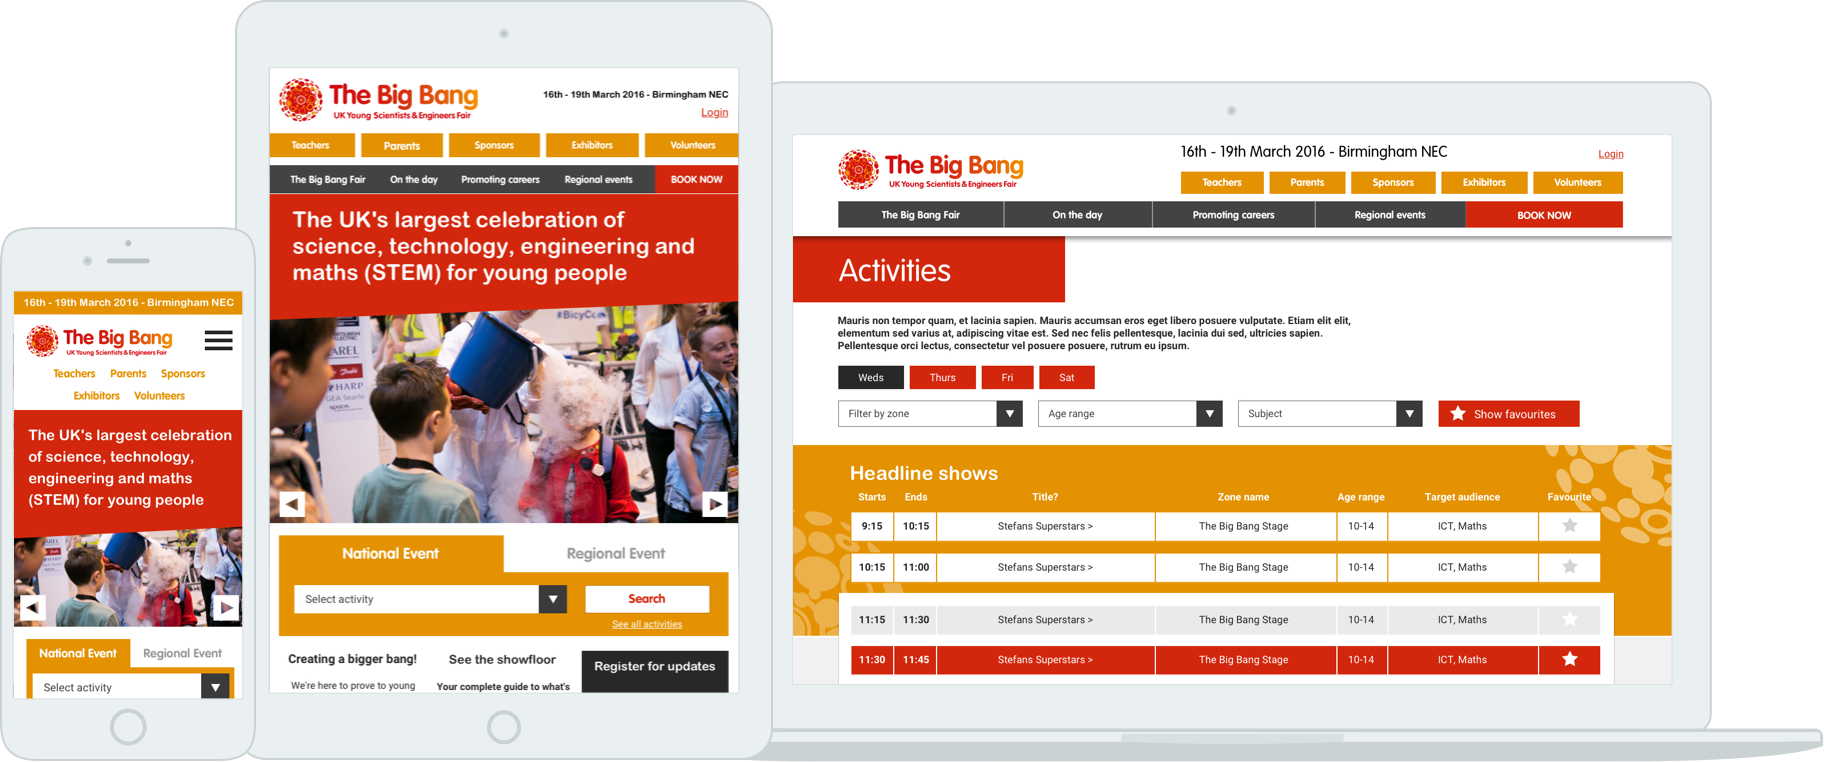 16th - 19th March 2016 - Birmingham NEC
The Big Bang
UK Young Scientists & Engineers Fair
Teachers Parents Sponsors
Exhibitors Volunteers
The UK's largest celebration
of science, technology,
engineering and maths
(STEM) for young people
National Event Regional Event
Select activity
The Big Bang
UK Young Scientists & Engineers Fair
16th - 19th March 2016 - Birmingham NEC
Login
Teachers Parents Sponsors Exhibitors Volunteers
The Big Bang Fair On the day Promoting careers Regional events BOOK NOW
The UK's largest celebration of
science, technology, engineering and
maths (STEM) for young people
#BicyCo
AREL
HARP
GEA Searle
National Event Regional Event
Select activity Search
See all activities
Creating a bigger bang! See the showfloor Register for updates
We're here to prove to young Your complete guide to what's
The Big Bang
UK Young Scientists & Engineers Fair
16th - 19th March 2016 - Birmingham NEC
Login
Teachers Parents Sponsors Exhibitors Volunteers
The Big Bang Fair On the day Promoting careers Regional events BOOK NOW
Activities
Mauris non tempor quam, et lacinia sapien. Mauris accumsan eros eget libero posuere vulputate. Etiam elit elit,
elementum sed varius at, adipiscing vitae est. Sed nec felis pellentesque, lacinia dui sed, ultricies sapien.
Pellentesque orci lectus, consectetur vel posuere posuere, rutrum eu ipsum.
Weds Thurs Fri Sat
Filter by zone Age range Subject Show favourites
Headline shows
Starts Ends Title? Zone name Age range Target audience Favourite
9:15 10:15 Stefans Superstars > The Big Bang Stage 10-14 ICT, Maths
10:15 11:00 Stefans Superstars > The Big Bang Stage 10-14 ICT, Maths
11:15 11:30 Stefans Superstars > The Big Bang Stage 10-14 ICT, Maths
11:30 11:45 Stefans Superstars > The Big Bang Stage 10-14 ICT, Maths